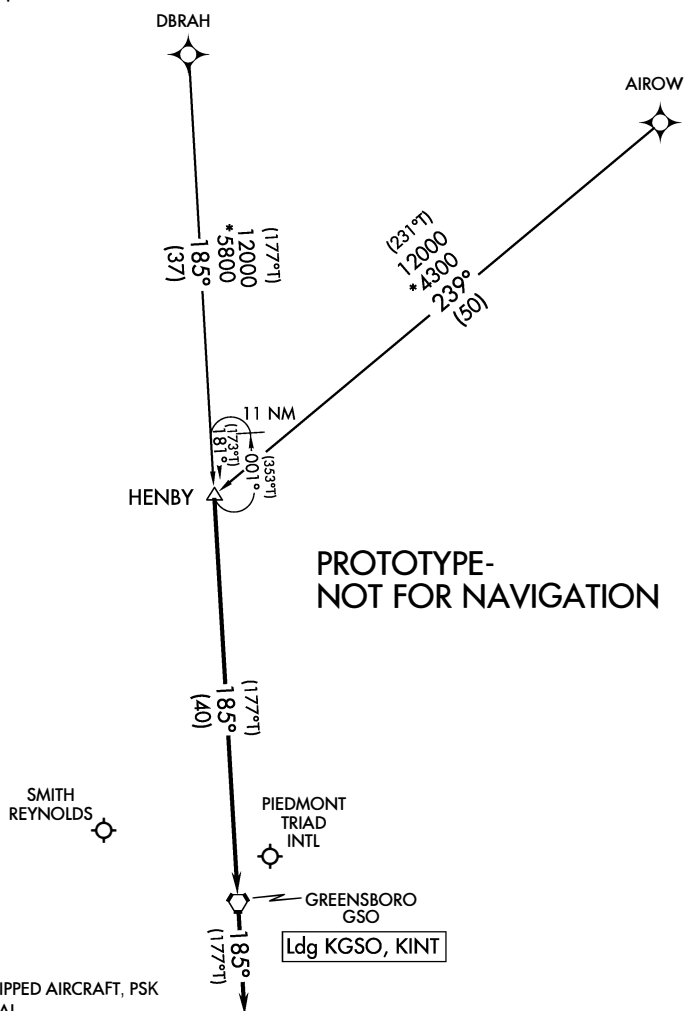 DBRAH
AIROW
(177°T)
12000
*5800
185°
(37)
(231°T)
12000
*4300
239°
(50)
11 NM
(173°T)
181°
001°
(353°T)
HENBY
PROTOTYPE-
NOT FOR NAVIGATION
(177°T)
185°
(40)
SMITH
REYNOLDS
PIEDMONT
TRIAD
INTL
GREENSBORO
GSO
Ldg KGSO, KINT
185°
(177°T)
IPPED AIRCRAFT, PSK